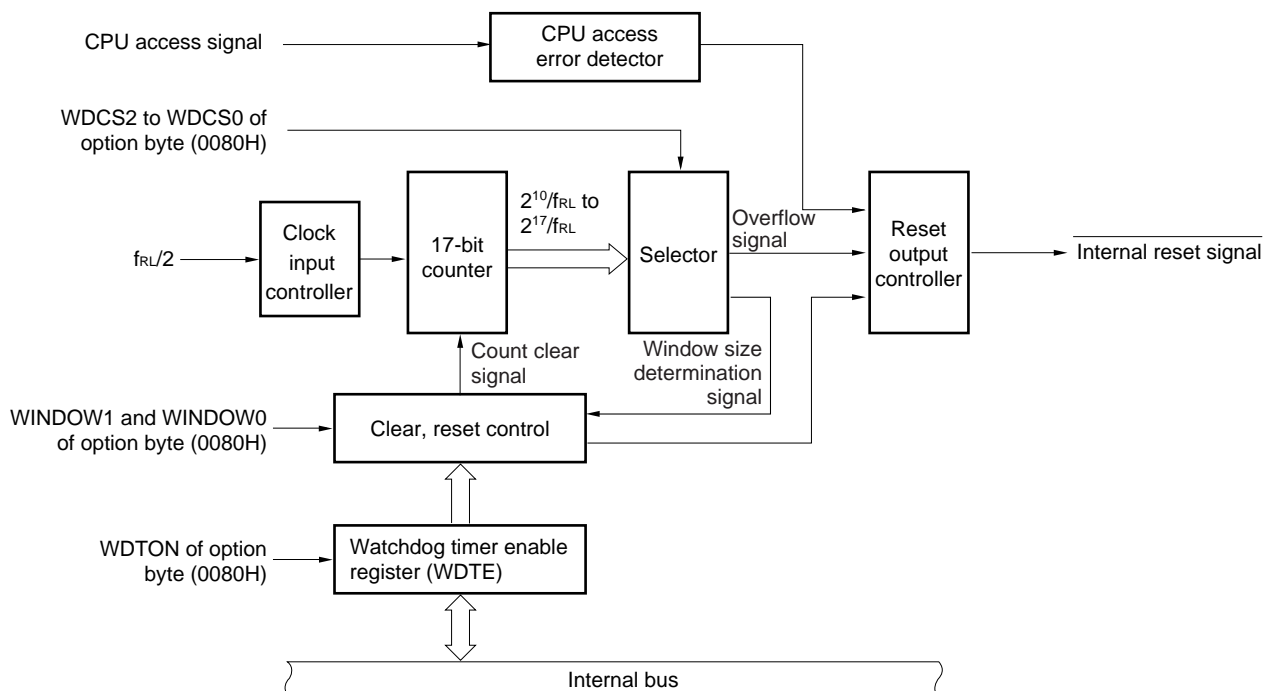 CPU access signal
CPU access
error detector
WDCS2 to WDCS0 of
option byte (0080H)
fRL/2
Clock
input
controller
17-bit
counter
2¹⁰/fRL to
2¹⁷/fRL
Selector
Overflow
signal
Reset
output
controller
Internal reset signal
Count clear
signal
Window size
determination
signal
WINDOW1 and WINDOW0
of option byte (0080H)
Clear, reset control
WDTON of option
byte (0080H)
Watchdog timer enable
register (WDTE)
Internal bus